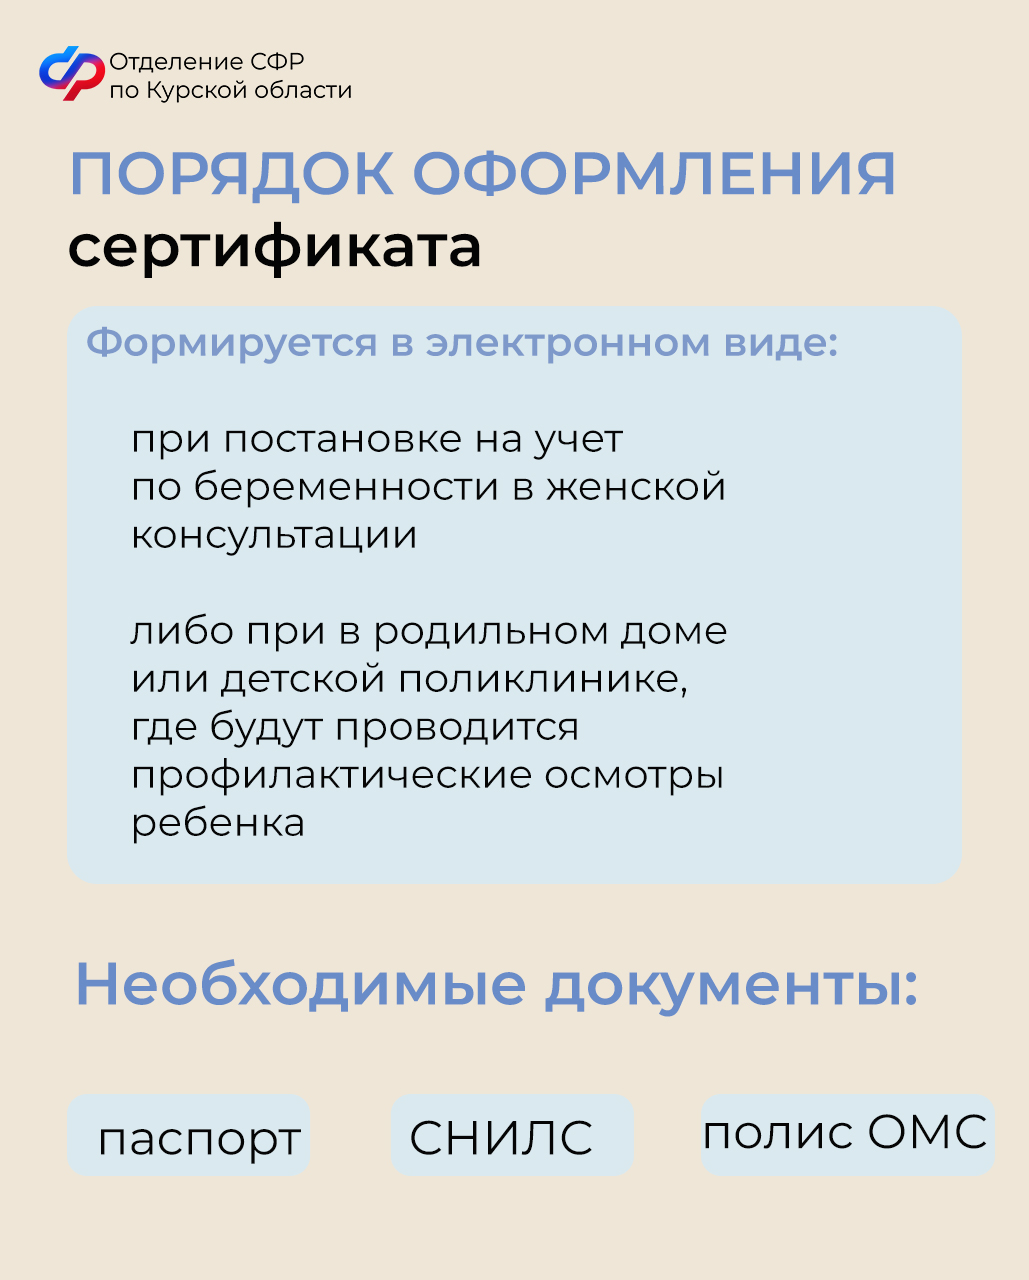 Отделение СФР
по Курской области
ПОРЯДОК ОФОРМЛЕНИЯ
сертификата
Формируется в электронном виде:
при постановке на учет
по беременности в женской
консультации
либо при в родильном доме
или детской поликлинике,
где будут проводится
профилактические осмотры
ребенка
Необходимые документы:
паспорт
СНИЛС
полис ОМС